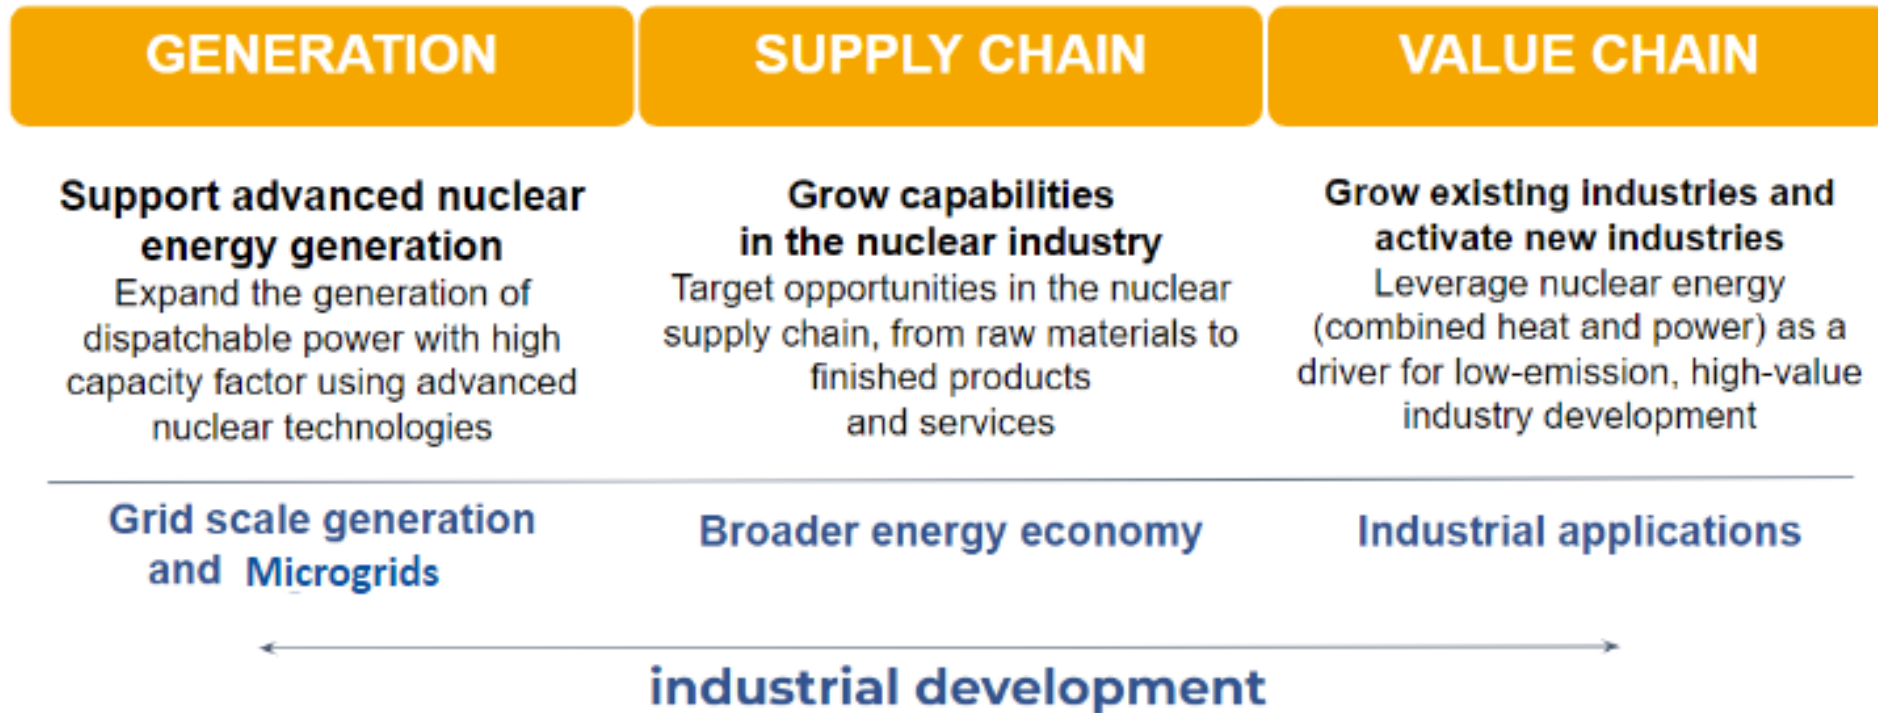 GENERATION
Support advanced nuclear
energy generation
Expand the generation of
dispatchable power with high
capacity factor using advanced
nuclear technologies
Grid scale generation
and Microgrids
SUPPLY CHAIN
Grow capabilities
in the nuclear industry
Target opportunities in the nuclear
supply chain, from raw materials to
finished products
and services
Broader energy economy
VALUE CHAIN
Grow existing industries and
activate new industries
Leverage nuclear energy
(combined heat and power) as a
driver for low-emission, high-value
industry development
Industrial applications
industrial development